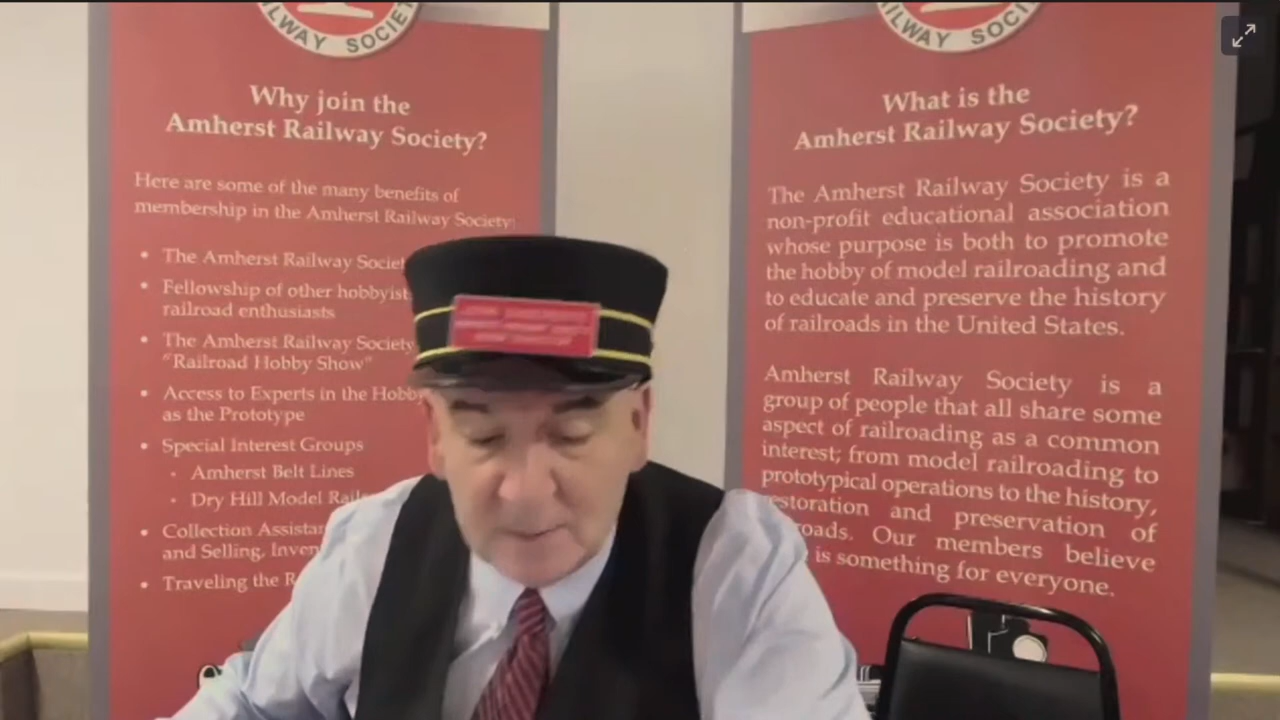 LWAY SOCIET
Why join the
Amherst Railway Society?
Here are some of the many benefits of
membership in the Amherst Railway Society:
• The Amherst Railway Societ
• Fellowship of other hobbyist
railroad enthusiasts
• The Amherst Railway Society
"Railroad Hobby Show"
• Access to Experts in the Hobby
as the Prototype
• Special Interest Groups
• Amherst Belt Lines
• Dry Hill Model Railr
• Collection Assistan
and Selling, Inven
• Traveling the R
ILWAY SOCI
What is the
Amherst Railway Society?
The Amherst Railway Society is a
non-profit educational association
whose purpose is both to promote
the hobby of model railroading and
to educate and preserve the history
of railroads in the United States.
Amherst Railway Society is a
group of people that all share some
aspect of railroading as a common
interest; from model railroading to
prototypical operations to the history,
estoration and preservation of
roads. Our members believe
is something for everyone.